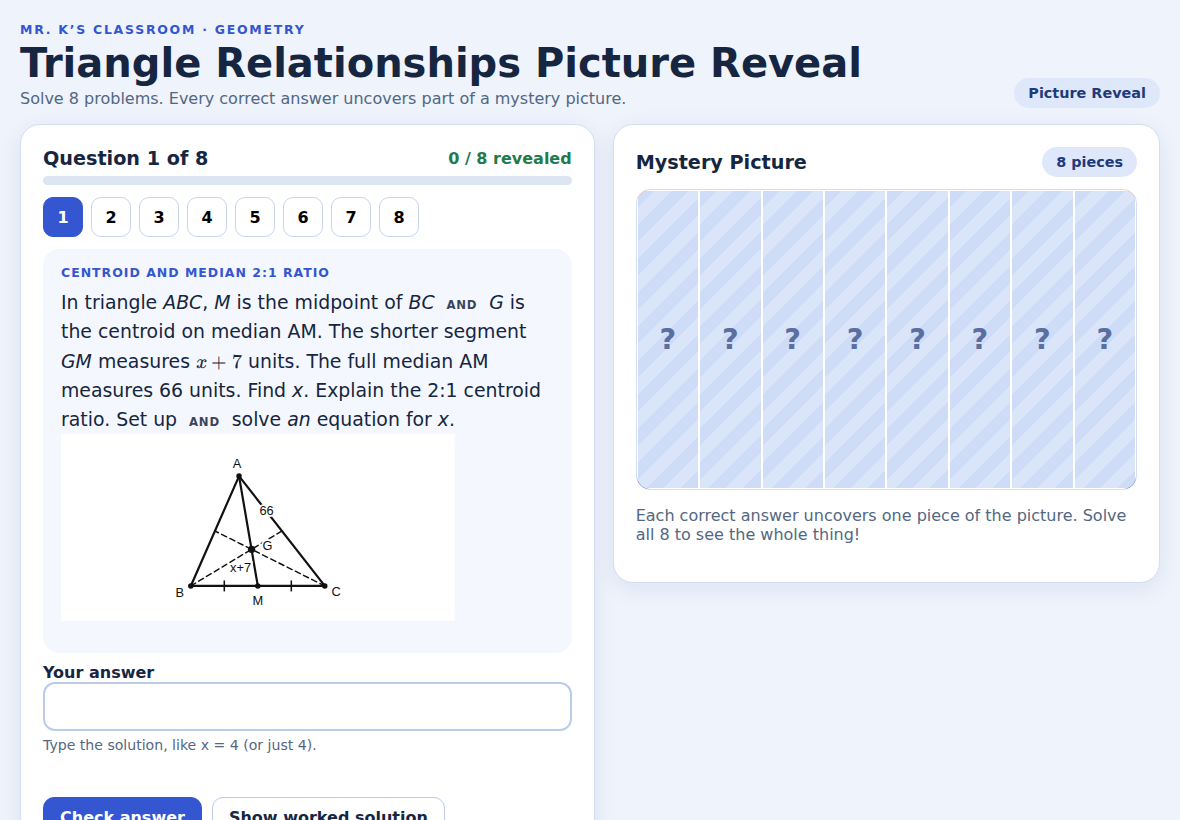 MR. K'S CLASSROOM · GEOMETRY
Triangle Relationships Picture Reveal
Solve 8 problems. Every correct answer uncovers part of a mystery picture.
Picture Reveal
Question 1 of 8
0 / 8 revealed
1 2 3 4 5 6 7 8
CENTROID AND MEDIAN 2:1 RATIO
In triangle ABC, M is the midpoint of BC AND G is
the centroid on median AM. The shorter segment
GM measures x + 7 units. The full median AM
measures 66 units. Find x. Explain the 2:1 centroid
ratio. Set up AND solve an equation for x.
A
66
G
x+7
B
C
M
Your answer
Type the solution, like x = 4 (or just 4).
Check answer
Show worked solution
Mystery Picture
8 pieces
? ? ? ? ? ? ? ?
Each correct answer uncovers one piece of the picture. Solve
all 8 to see the whole thing!